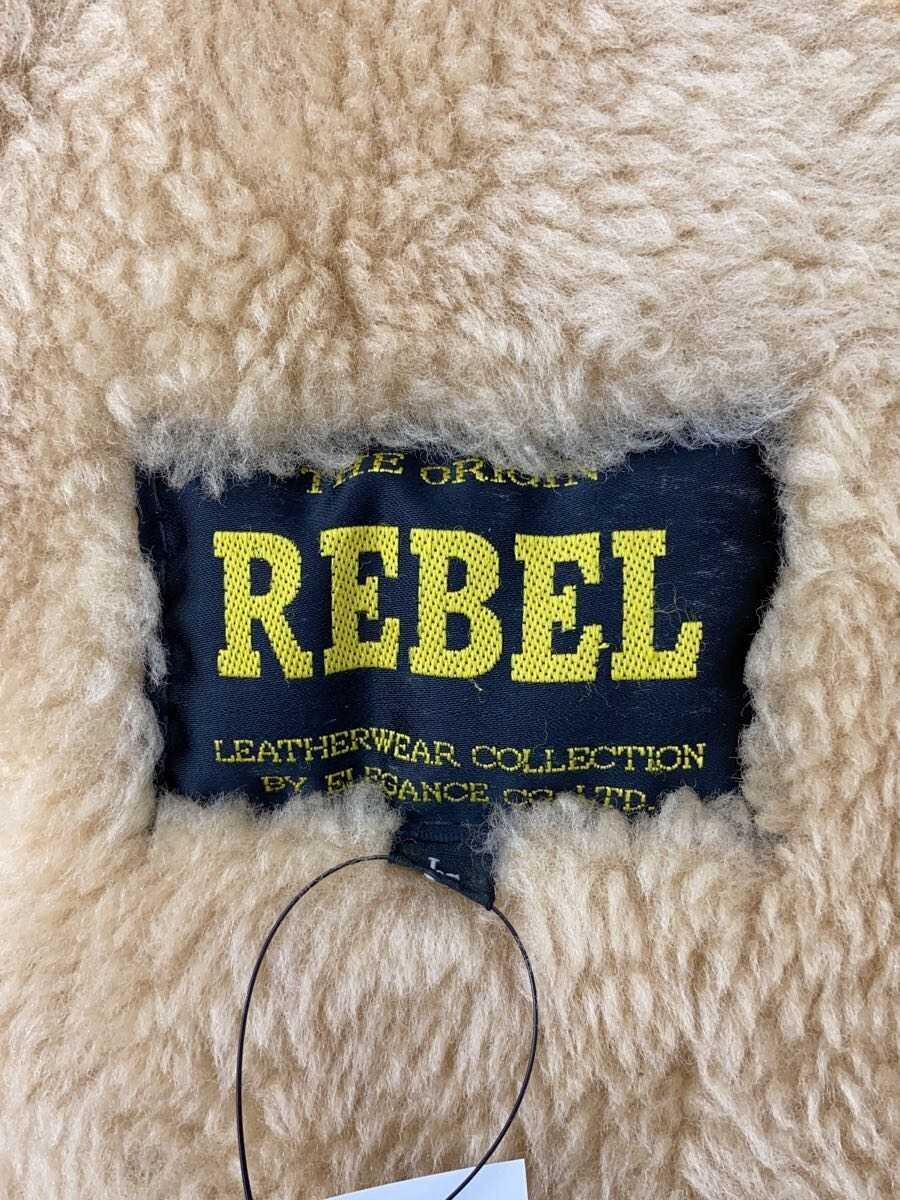 THE ORIGIN
REBEL
LEATHERWEAR COLLECTION
BY ELEGANCE CO.,LTD.